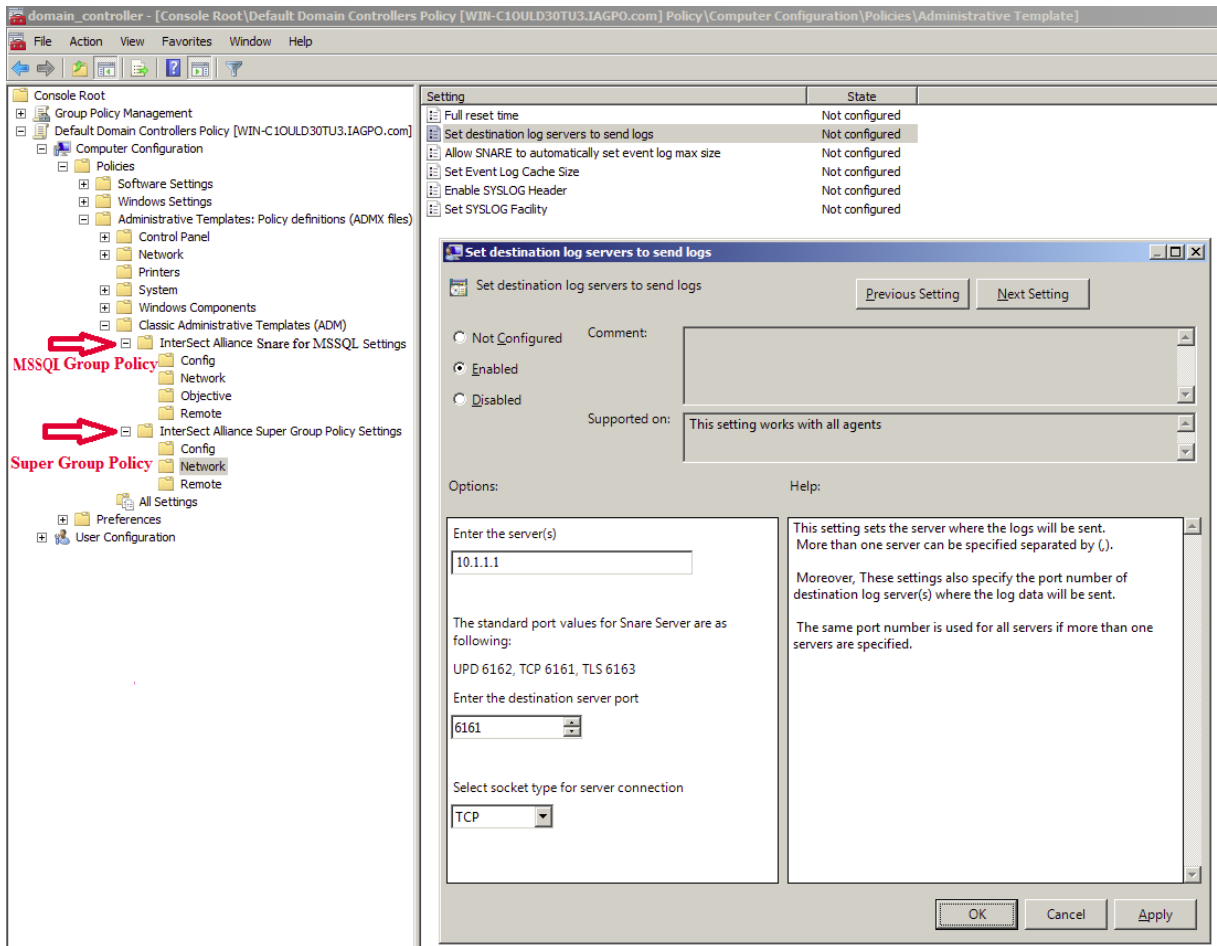 domain_controller - [Console Root\Default Domain Controllers Policy [WIN-C1OULD30TU3.IAGPO.com] Policy\Computer Configuration\Policies\Administrative Template]
File Action View Favorites Window Help
Console Root
Group Policy Management
Default Domain Controllers Policy [WIN-C1OULD30TU3.IAGPO.com]
Computer Configuration
Policies
Software Settings
Windows Settings
Administrative Templates: Policy definitions (ADMX files)
Control Panel
Network
Printers
System
Windows Components
Classic Administrative Templates (ADM)
InterSect Alliance Snare for MSSQL Settings
MSSQL Group Policy
Config
Network
Objective
Remote
InterSect Alliance Super Group Policy Settings
Config
Super Group Policy
Network
Remote
All Settings
Preferences
User Configuration
Setting State
Full reset time Not configured
Set destination log servers to send logs Not configured
Allow SNARE to automatically set event log max size Not configured
Set Event Log Cache Size Not configured
Enable SYSLOG Header Not configured
Set SYSLOG Facility Not configured
Set destination log servers to send logs
Set destination log servers to send logs
Previous Setting Next Setting
Not Configured Comment:
Enabled
Disabled
Supported on: This setting works with all agents
Options: Help:
Enter the server(s)
10.1.1.1
The standard port values for Snare Server are as
following:
UPD 6162, TCP 6161, TLS 6163
Enter the destination server port
6161
Select socket type for server connection
TCP
This setting sets the server where the logs will be sent.
More than one server can be specified separated by (,).
Moreover, These settings also specify the port number of
destination log server(s) where the log data will be sent.
The same port number is used for all servers if more than one
servers are specified.
OK Cancel Apply